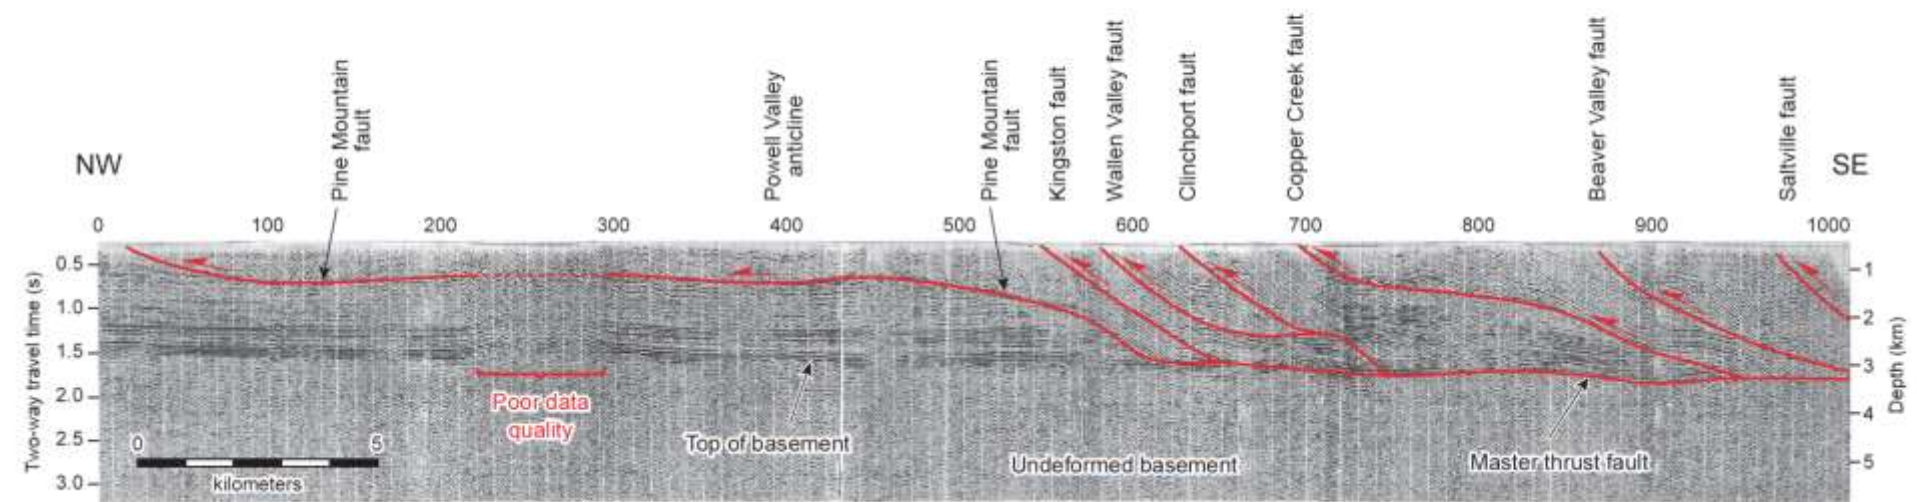 NW
Pine Mountain
fault
Powell Valley
anticline
Pine Mountain
fault
Kingston fault
Wallen Valley fault
Clinchport fault
Copper Creek fault
Beaver Valley fault
Saltville fault
SE
0 100 200 300 400 500 600 700 800 900 1000
Two-way travel time (s)
0.5
1.0
1.5
2.0
2.5
3.0
1
2
3
4
5
Depth (km)
Poor data
quality
Top of basement
Undeformed basement
Master thrust fault
0 5
kilometers